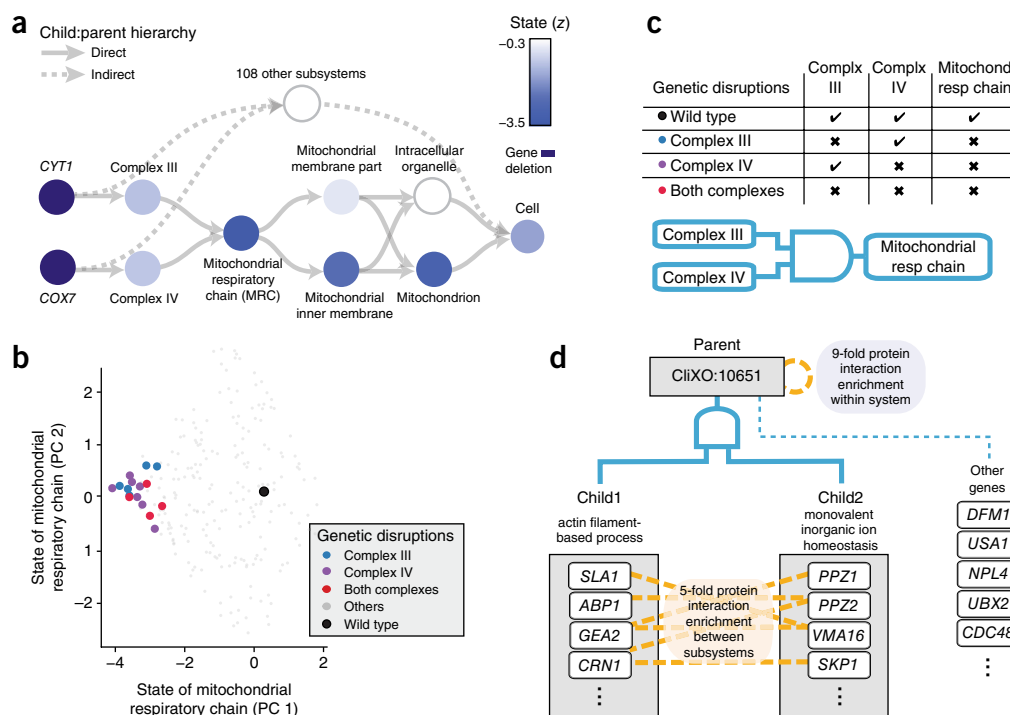 a
Child:parent hierarchy
Direct
Indirect
108 other subsystems
State (z)
−0.3
−3.5
Gene
deletion
CYT1
Complex III
Mitochondrial
membrane part
Intracellular
organelle
Cell
COX7
Complex IV
Mitochondrial
respiratory
chain (MRC)
Mitochondrial
inner membrane
Mitochondrion
b
State of mitochondrial
respiratory chain (PC 2)
2
1
0
1
−2
−4
−2
0
2
State of mitochondrial
respiratory chain (PC 1)
Genetic disruptions
Complex III
Complex IV
Both complexes
Others
Wild type
c
Genetic disruptions
Complx
III
Complx
IV
Mitochond
resp chain
Wild type ✔ ✔ ✔
Complex III ✖ ✔ ✖
Complex IV ✔ ✖ ✖
Both complexes ✖ ✖ ✖
Complex III
Complex IV
Mitochondrial
resp chain
d
Parent
CliXO:10651
9-fold protein
interaction
enrichment
within system
Child1
actin filament-
based process
Child2
monovalent
inorganic ion
homeostasis
Other
genes
SLA1
ABP1
GEA2
CRN1
⋮
5-fold protein
interaction
enrichment
between
subsystems
PPZ1
PPZ2
VMA16
SKP1
⋮
DFM1
USA1
NPL4
UBX2
CDC48
⋮